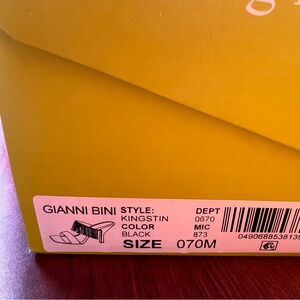 GIANNI BINI STYLE: DEPT
KINGSTIN 0670
COLOR MIC
BLACK 873
SIZE 070M